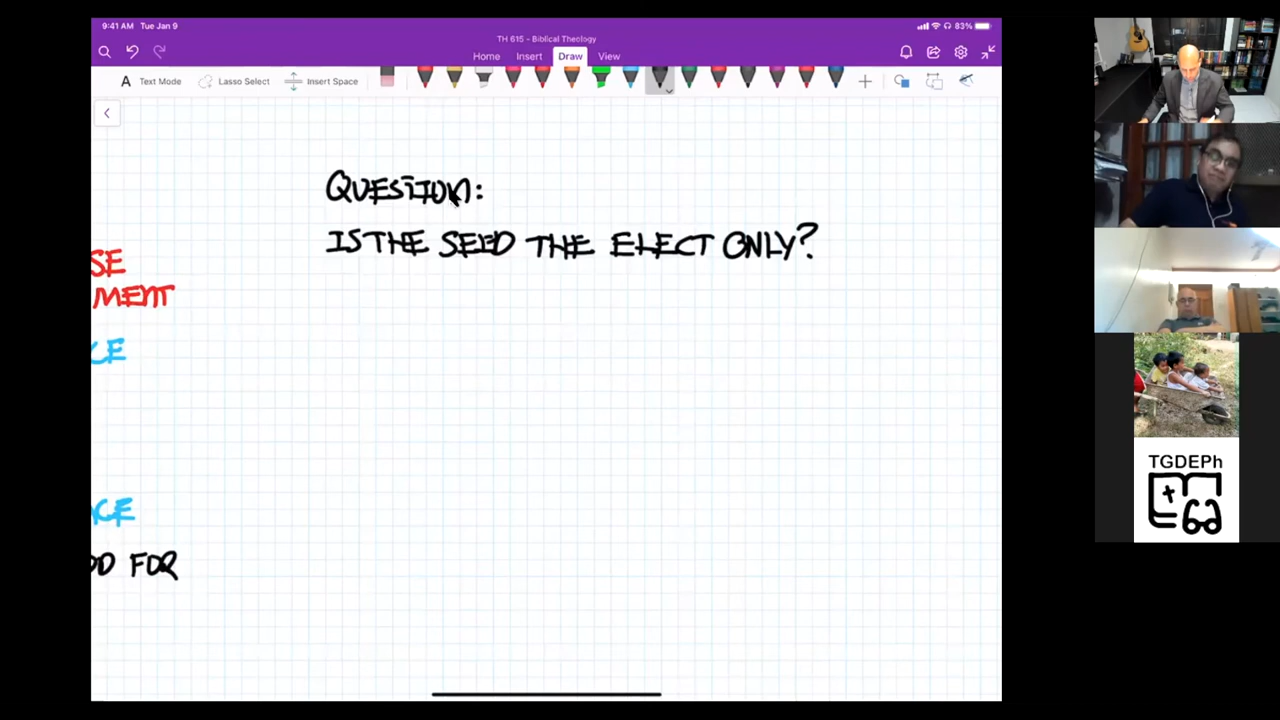 9:41 AM Tue Jan 9
83%
TH 615 - Biblical Theology
Home Insert Draw View
Text Mode Lasso Select Insert Space
QUESTION:
IS THE SEED THE ELECT ONLY?
SE
MENT
CE
CE
FOR
TGDEPh